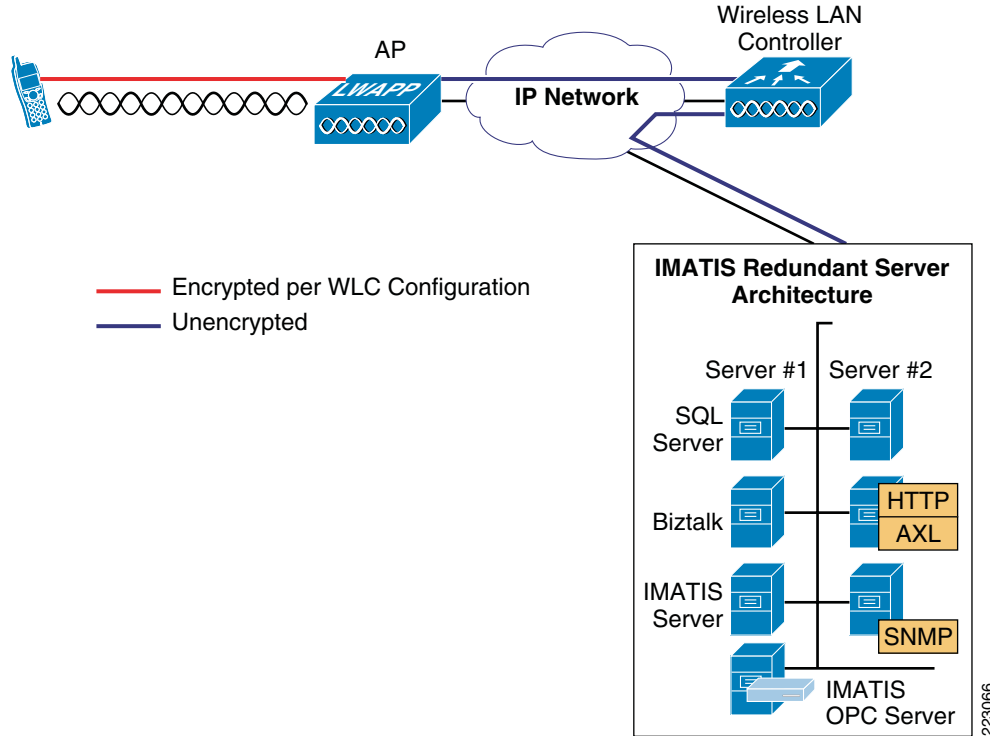 Wireless LAN
Controller
AP
LWAPP
IP Network
IMATIS Redundant Server
Architecture
Encrypted per WLC Configuration
Unencrypted
Server #1
Server #2
SQL
Server
HTTP
Biztalk
AXL
IMATIS
Server
SNMP
IMATIS
OPC Server
223066